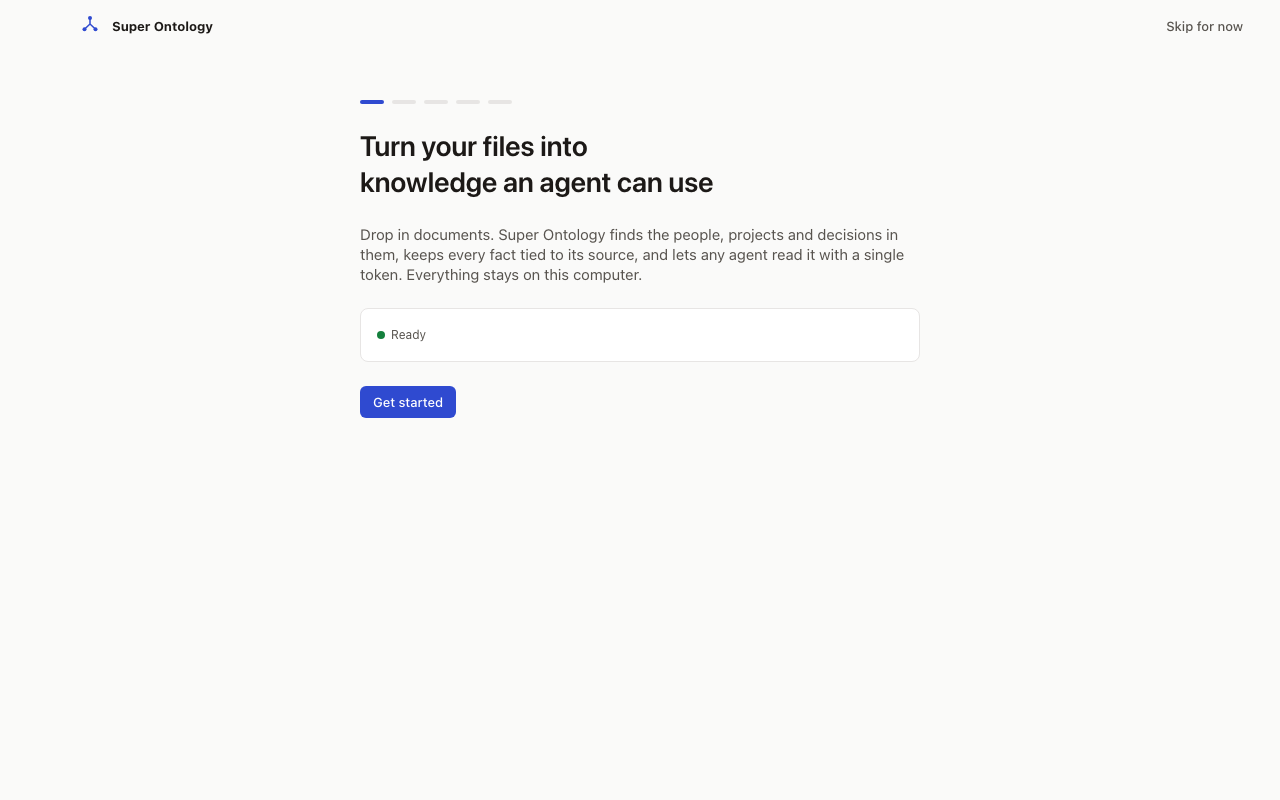 Super Ontology
Skip for now
Turn your files into
knowledge an agent can use
Drop in documents. Super Ontology finds the people, projects and decisions in
them, keeps every fact tied to its source, and lets any agent read it with a single
token. Everything stays on this computer.
Ready
Get started